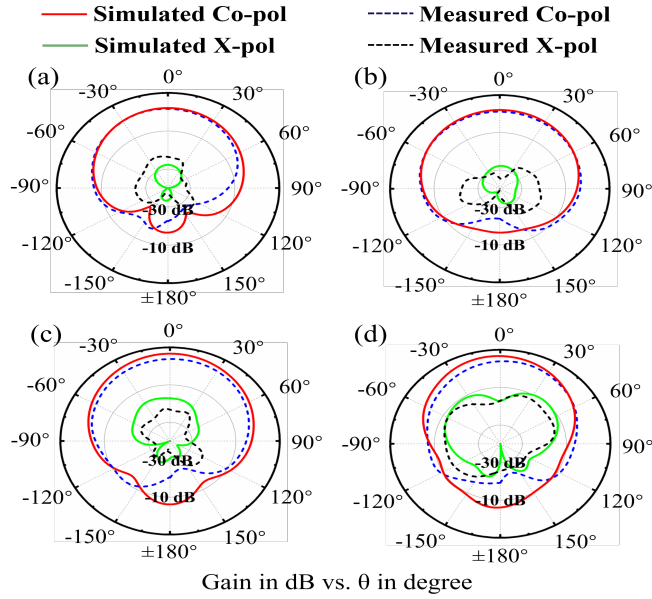 Simulated Co-pol Measured Co-pol
Simulated X-pol Measured X-pol
(a) 0° (b) 0°
-30° 30° -30° 30°
-60° 60° -60° 60°
-90° 90° -90° 90°
-30 dB -30 dB
-120° -10 dB 120° -120° -10 dB 120°
-150° 150° -150° 150°
±180° ±180°
(c) 0° (d) 0°
-30° 30° -30° 30°
-60° 60° -60° 60°
-90° 90° -90° 90°
-30 dB -30 dB
-120° -10 dB 120° -120° -10 dB 120°
-150° 150° -150° 150°
±180° ±180°
Gain in dB vs. θ in degree